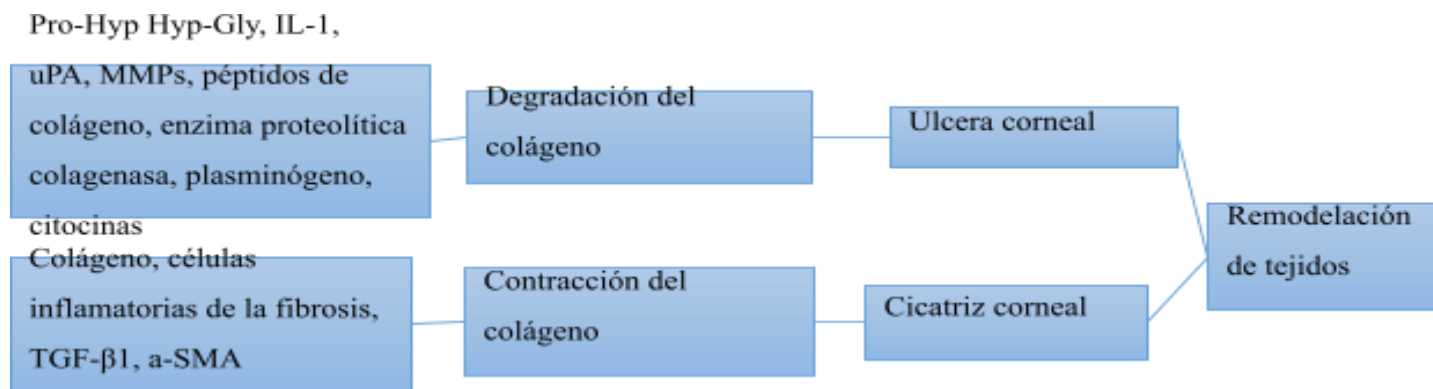 Pro-Hyp Hyp-Gly, IL-1,
uPA, MMPs, péptidos de
colágeno, enzima proteolítica
colagenasa, plasminógeno,
citocinas
Degradación del
colágeno
Ulcera corneal
Colágeno, células
inflamatorias de la fibrosis,
TGF-β1, a-SMA
Contracción del
colágeno
Cicatriz corneal
Remodelación
de tejidos